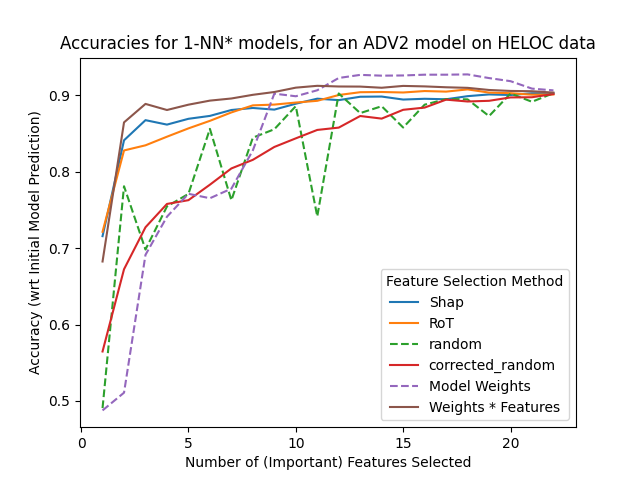 Accuracies for 1-NN* models, for an ADV2 model on HELOC data
Accuracy (wrt Initial Model Prediction)
0.9
0.8
0.7
0.6
0.5
Feature Selection Method
Shap
RoT
random
corrected_random
Model Weights
Weights * Features
0
5
10
15
20
Number of (Important) Features Selected